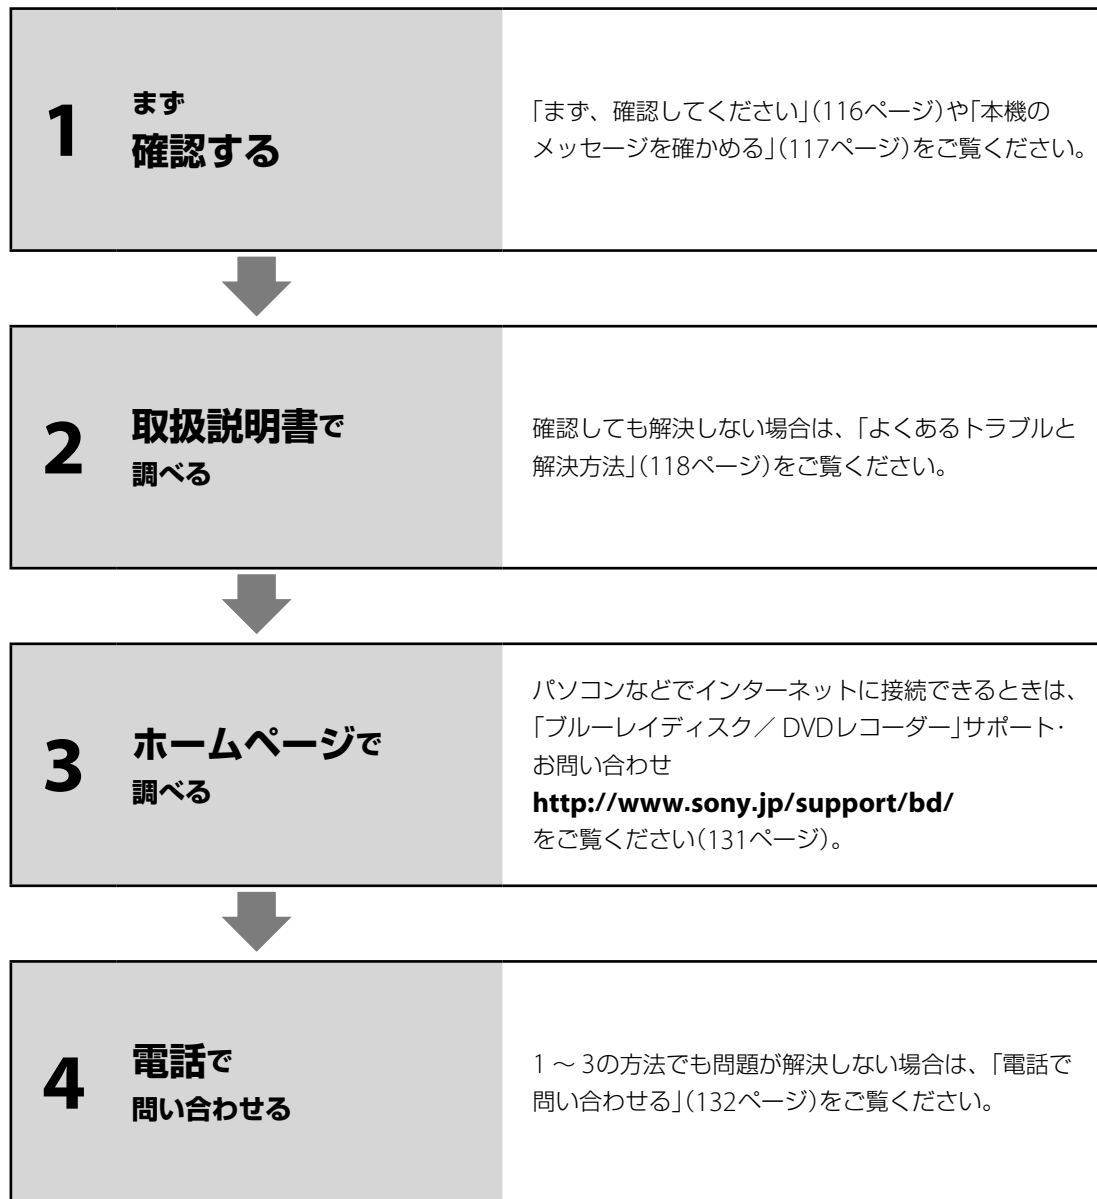 1
まず
確認する
「まず、確認してください」(116ページ)や「本機の
メッセージを確かめる」(117ページ)をご覧ください。
2
取扱説明書で
調べる
確認しても解決しない場合は、「よくあるトラブルと
解決方法」(118ページ)をご覧ください。
3
ホームページで
調べる
パソコンなどでインターネットに接続できるときは、
「ブルーレイディスク／ DVDレコーダー」サポート・
お問い合わせ
http://www.sony.jp/support/bd/
をご覧ください(131ページ)。
4
電話で
問い合わせる
1 ～ 3の方法でも問題が解決しない場合は、「電話で
問い合わせる」(132ページ)をご覧ください。